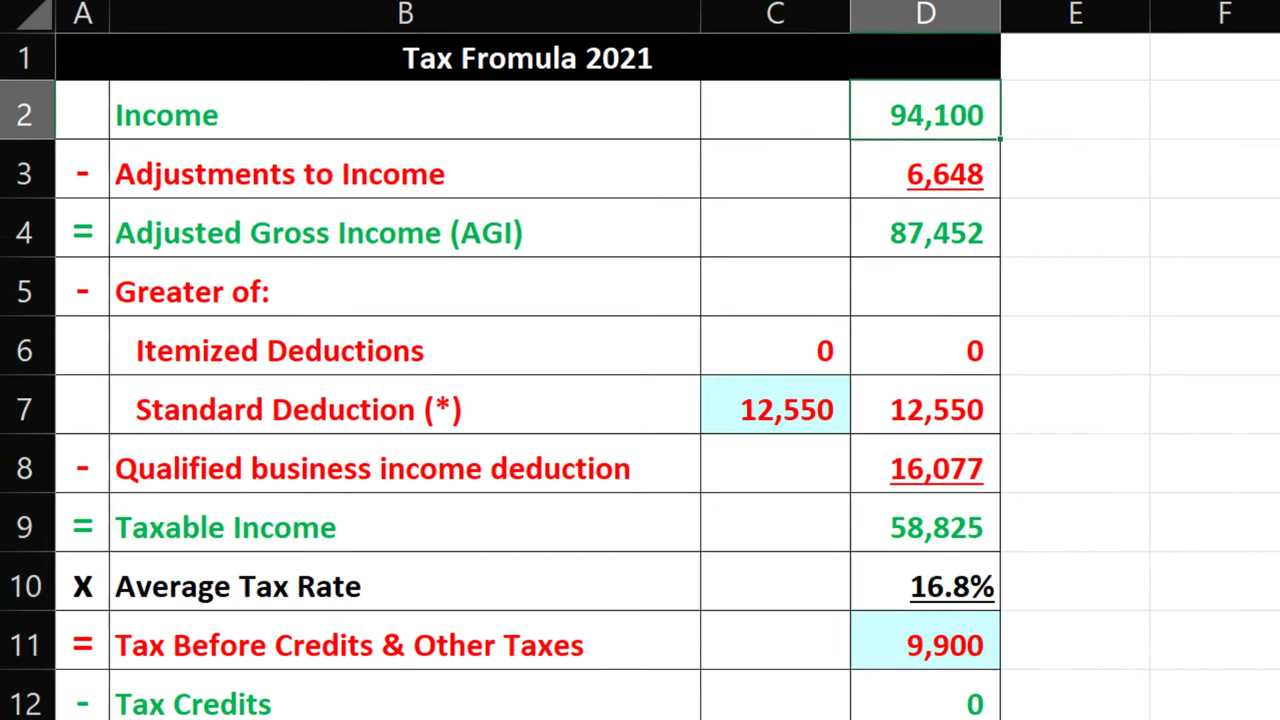 A B C D E F
1 Tax Fromula 2021
2 Income 94,100
3 - Adjustments to Income 6,648
4 = Adjusted Gross Income (AGI) 87,452
5 - Greater of:
6 Itemized Deductions 0 0
7 Standard Deduction (*) 12,550 12,550
8 - Qualified business income deduction 16,077
9 = Taxable Income 58,825
10 X Average Tax Rate 16.8%
11 = Tax Before Credits & Other Taxes 9,900
12 - Tax Credits 0